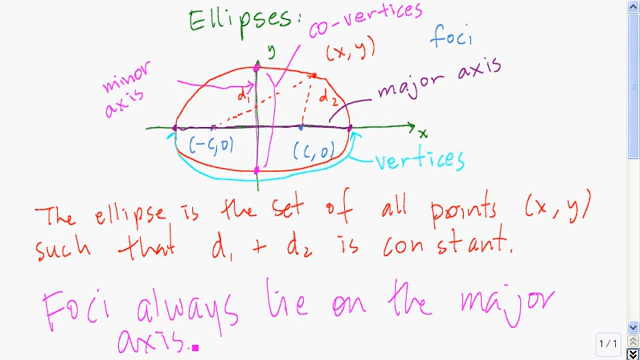 Ellipses:
co-vertices
y
(x, y)
foci
minor
axis
d1
d2
major axis
x
(-c,0)
(c,0)
vertices
The ellipse is the set of all points (x, y)
such that d1 + d2 is constant.
Foci always lie on the major
axis.
1 / 1